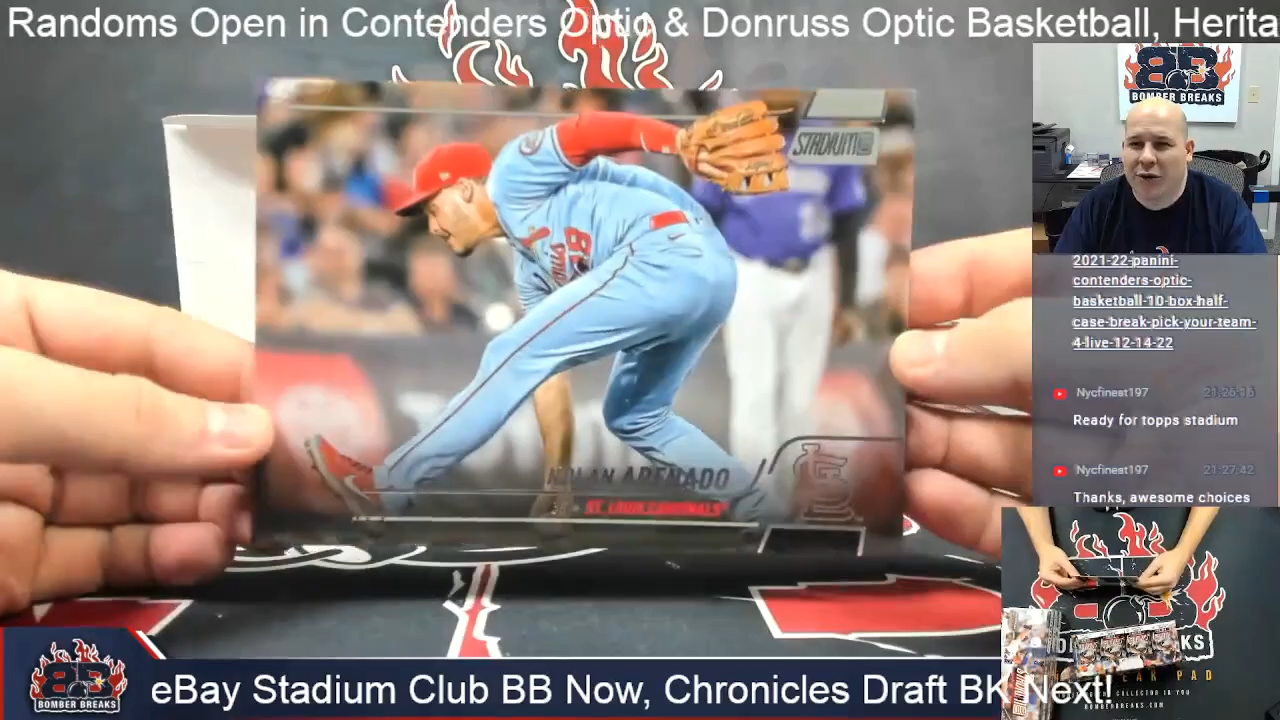 Randoms Open in Contenders Optic & Donruss Optic Basketball, Herita
BOMBER BREAKS
STADIUM
NOLAN ARENADO
ST. LOUIS CARDINALS
2021-22-panini-
contenders-optic-
basketball-10-box-half-
case-break-pick-your-team-
4-live-12-14-22
Nycfinest197 21:26:16
Ready for topps stadium
Nycfinest197 21:27:42
Thanks, awesome choices
BOMBER BREAKS
eBay Stadium Club BB Now, Chronicles Draft BK Next!
BOMBERBREAKS.COM